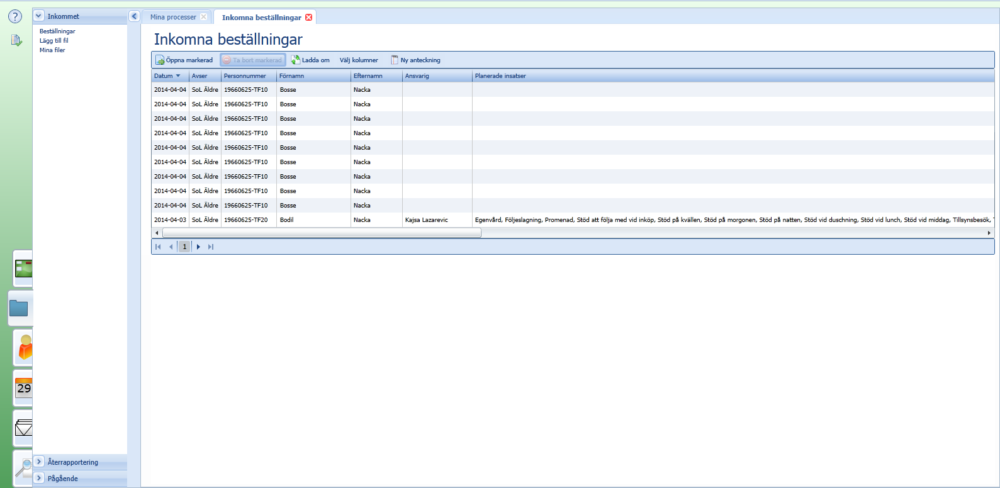 Inkommet
Beställningar
Lägg till fil
Mina filer
29
Återrapportering
Pågående
Mina processer
Inkomna beställningar
Inkomna beställningar
Öppna markerad Ta bort markerad Ladda om Välj kolumner Ny anteckning
Datum Avser Personnummer Förnamn Efternamn Ansvarig Planerade insatser
2014-04-04 SoL Äldre 19660625-TF10 Bosse Nacka
2014-04-04 SoL Äldre 19660625-TF10 Bosse Nacka
2014-04-04 SoL Äldre 19660625-TF10 Bosse Nacka
2014-04-04 SoL Äldre 19660625-TF10 Bosse Nacka
2014-04-04 SoL Äldre 19660625-TF10 Bosse Nacka
2014-04-04 SoL Äldre 19660625-TF10 Bosse Nacka
2014-04-04 SoL Äldre 19660625-TF10 Bosse Nacka
2014-04-04 SoL Äldre 19660625-TF10 Bosse Nacka
2014-04-04 SoL Äldre 19660625-TF10 Bosse Nacka
2014-04-03 SoL Äldre 19660625-TF20 Bodil Nacka Kajsa Lazarevic Egenvård, Följeslagning, Promenad, Stöd att följa med vid inköp, Stöd på kvällen, Stöd på morgonen, Stöd på natten, Stöd vid duschning, Stöd vid lunch, Stöd vid middag, Tillsynsbesök,
1